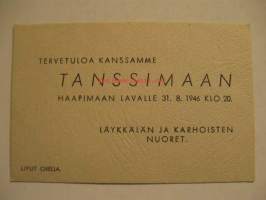 TERVETULOA KANSSAMME
TANSSIMAAN
HAAPIMAAN LAVALLE 31. 8. 1946 KLO 20.
LÄYKKÄLÄN JA KARHOISTEN
NUORET.
LIPUT OVELLA.